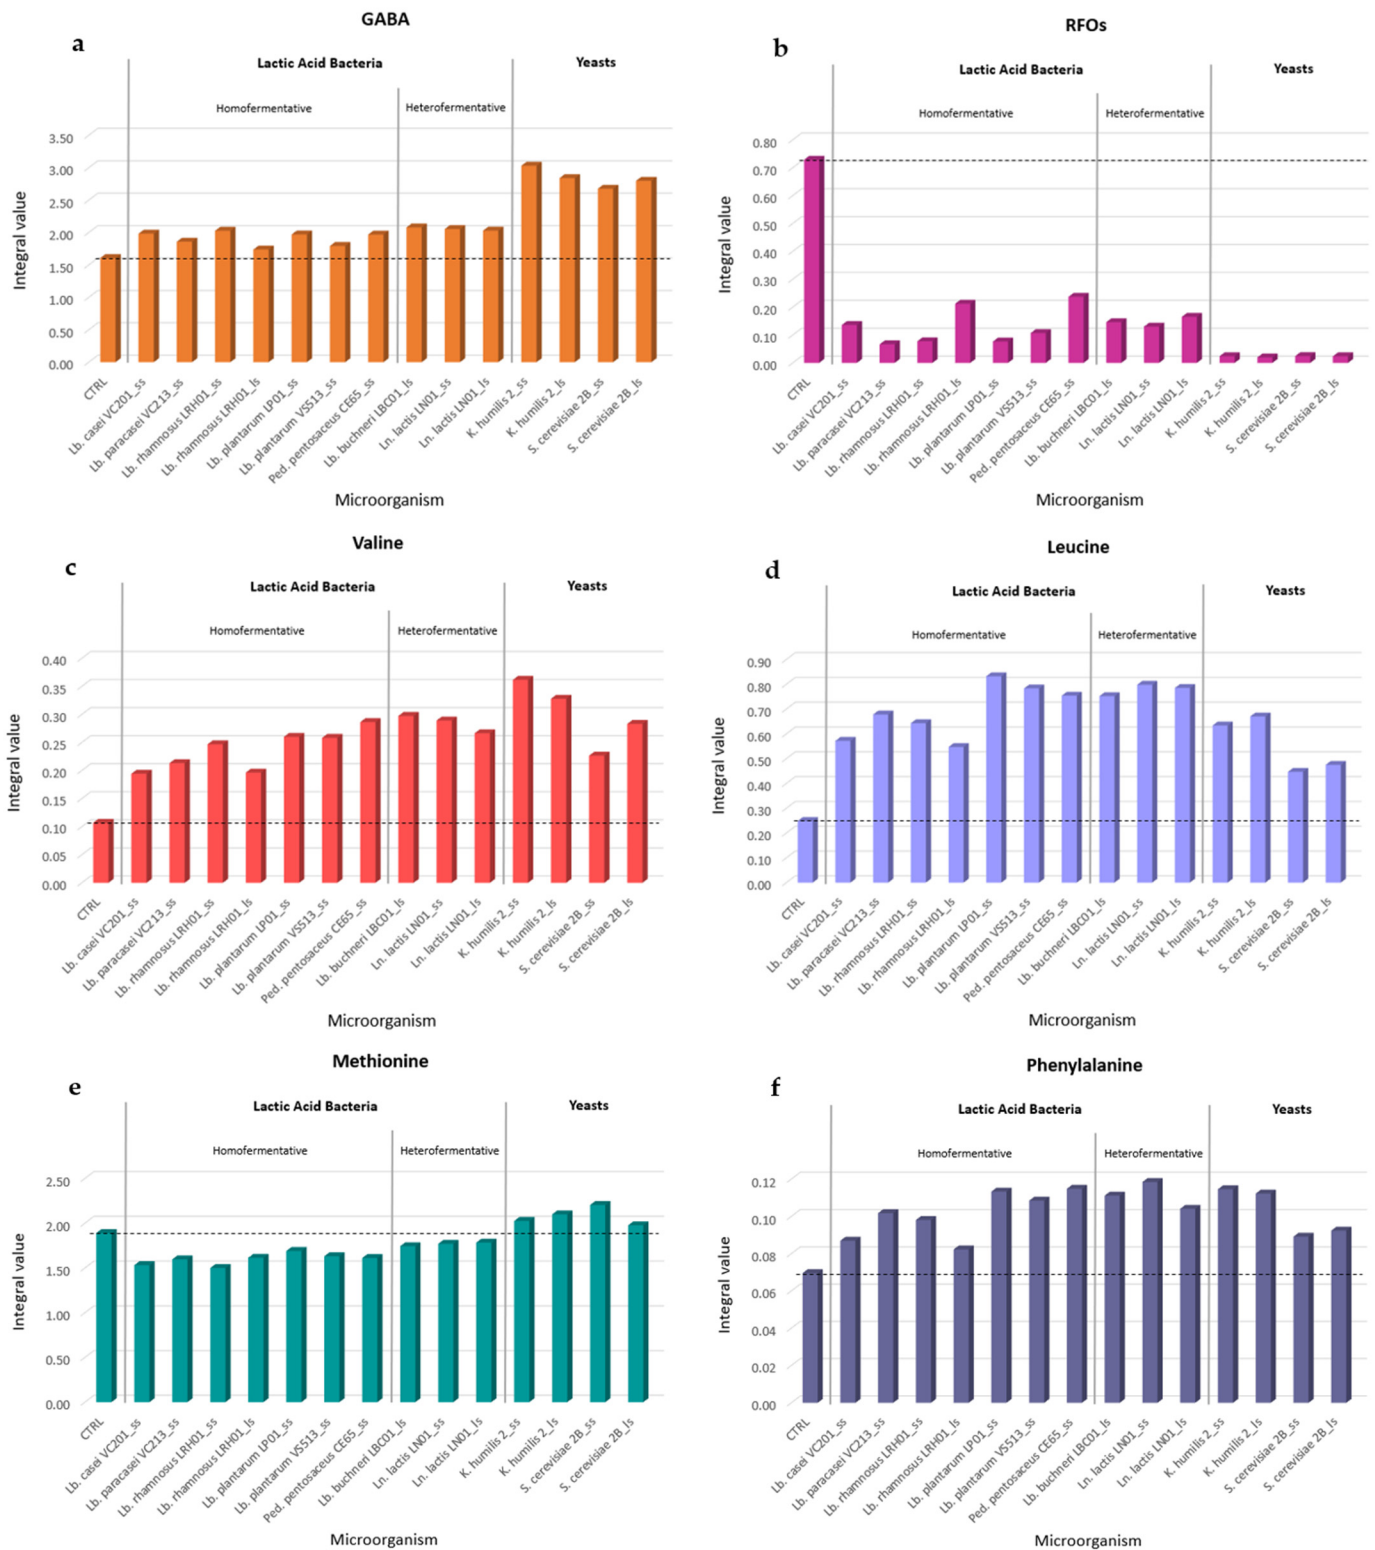 GABA
a
Lactic Acid Bacteria
Yeasts
Homofermentative
Heterofermentative
Integral value
3.50
3.00
2.50
2.00
1.50
1.00
0.50
0.00
CTRL
Lb. casei VC201_ss
Lb. paracasei VC213_ss
Lb. rhamnosus LRH01_ss
Lb. rhamnosus LRH01_ls
Lb. plantarum LP01_ss
Lb. plantarum VS513_ss
Ped. pentosaceus CE65_ss
Lb. buchneri LBC01_ls
Ln. lactis LN01_ss
Ln. lactis LN01_ls
K. humilis 2_ss
K. humilis 2_ls
S. cerevisiae 2B_ss
S. cerevisiae 2B_ls
Microorganism
RFOs
b
Lactic Acid Bacteria
Yeasts
Homofermentative
Heterofermentative
Integral value
0.80
0.70
0.60
0.50
0.40
0.30
0.20
0.10
0.00
CTRL
Lb. casei VC201_ss
Lb. paracasei VC213_ss
Lb. rhamnosus LRH01_ss
Lb. rhamnosus LRH01_ls
Lb. plantarum LP01_ss
Lb. plantarum VS513_ss
Ped. pentosaceus CE65_ss
Lb. buchneri LBC01_ls
Ln. lactis LN01_ss
Ln. lactis LN01_ls
K. humilis 2_ss
K. humilis 2_ls
S. cerevisiae 2B_ss
S. cerevisiae 2B_ls
Microorganism
Valine
c
Lactic Acid Bacteria
Yeasts
Homofermentative
Heterofermentative
Integral value
0.40
0.35
0.30
0.25
0.20
0.15
0.10
0.05
0.00
CTRL
Lb. casei VC201_ss
Lb. paracasei VC213_ss
Lb. rhamnosus LRH01_ss
Lb. rhamnosus LRH01_ls
Lb. plantarum LP01_ss
Lb. plantarum VS513_ss
Ped. pentosaceus CE65_ss
Lb. buchneri LBC01_ls
Ln. lactis LN01_ss
Ln. lactis LN01_ls
K. humilis 2_ss
K. humilis 2_ls
S. cerevisiae 2B_ss
S. cerevisiae 2B_ls
Microorganism
Leucine
d
Lactic Acid Bacteria
Yeasts
Homofermentative
Heterofermentative
Integral value
0.90
0.80
0.70
0.60
0.50
0.40
0.30
0.20
0.10
0.00
CTRL
Lb. casei VC201_ss
Lb. paracasei VC213_ss
Lb. rhamnosus LRH01_ss
Lb. rhamnosus LRH01_ls
Lb. plantarum LP01_ss
Lb. plantarum VS513_ss
Ped. pentosaceus CE65_ss
Lb. buchneri LBC01_ls
Ln. lactis LN01_ss
Ln. lactis LN01_ls
K. humilis 2_ss
K. humilis 2_ls
S. cerevisiae 2B_ss
S. cerevisiae 2B_ls
Microorganism
Methionine
e
Lactic Acid Bacteria
Yeasts
Homofermentative
Heterofermentative
Integral value
2.50
2.00
1.50
1.00
0.50
0.00
CTRL
Lb. casei VC201_ss
Lb. paracasei VC213_ss
Lb. rhamnosus LRH01_ss
Lb. rhamnosus LRH01_ls
Lb. plantarum LP01_ss
Lb. plantarum VS513_ss
Ped. pentosaceus CE65_ss
Lb. buchneri LBC01_ls
Ln. lactis LN01_ss
Ln. lactis LN01_ls
K. humilis 2_ss
K. humilis 2_ls
S. cerevisiae 2B_ss
S. cerevisiae 2B_ls
Microorganism
Phenylalanine
f
Lactic Acid Bacteria
Yeasts
Homofermentative
Heterofermentative
Integral value
0.12
0.10
0.08
0.06
0.04
0.02
0.00
CTRL
Lb. casei VC201_ss
Lb. paracasei VC213_ss
Lb. rhamnosus LRH01_ss
Lb. rhamnosus LRH01_ls
Lb. plantarum LP01_ss
Lb. plantarum VS513_ss
Ped. pentosaceus CE65_ss
Lb. buchneri LBC01_ls
Ln. lactis LN01_ss
Ln. lactis LN01_ls
K. humilis 2_ss
K. humilis 2_ls
S. cerevisiae 2B_ss
S. cerevisiae 2B_ls
Microorganism